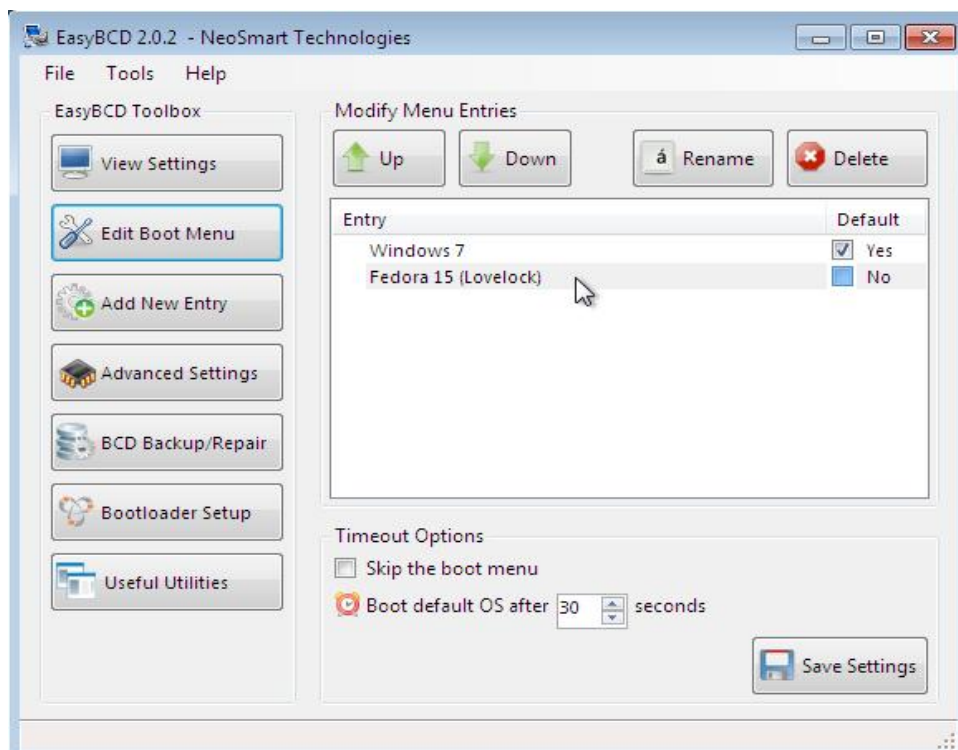 EasyBCD 2.0.2 - NeoSmart Technologies
File Tools Help
EasyBCD Toolbox
View Settings
Edit Boot Menu
Add New Entry
Advanced Settings
BCD Backup/Repair
Bootloader Setup
Useful Utilities
Modify Menu Entries
Up Down á Rename Delete
Entry Default
Windows 7 Yes
Fedora 15 (Lovelock) No
Timeout Options
Skip the boot menu
Boot default OS after 30 seconds
Save Settings